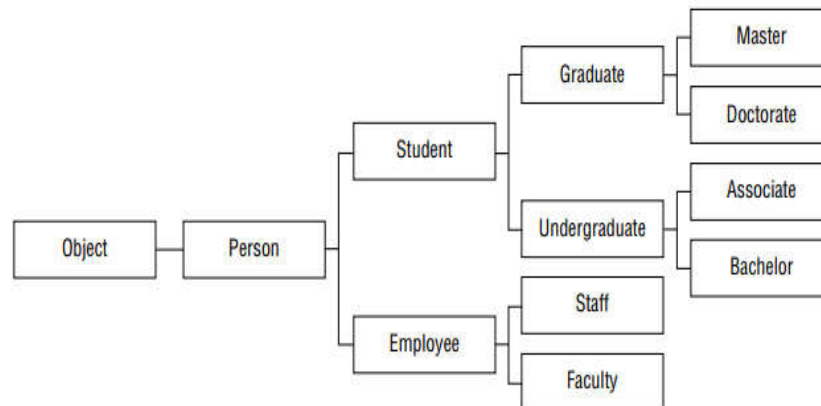 Object
Person
Student
Employee
Graduate
Undergraduate
Staff
Faculty
Master
Doctorate
Associate
Bachelor